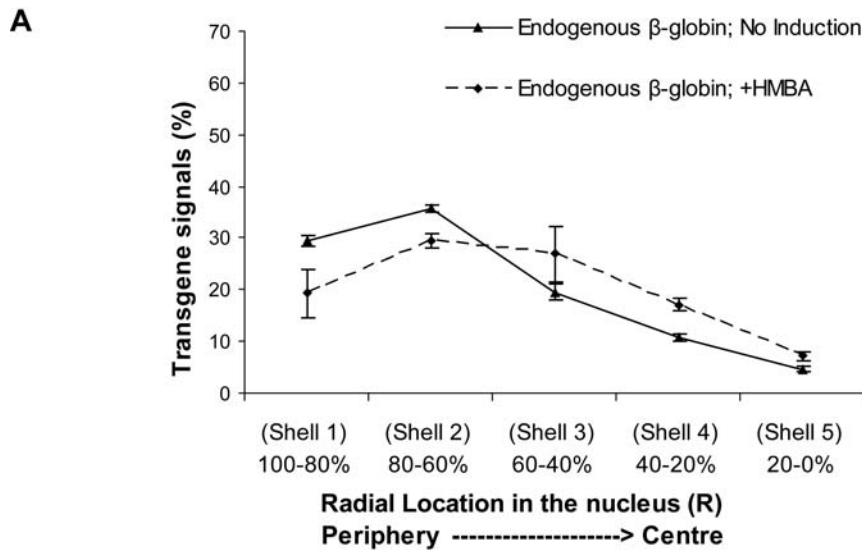 A
Endogenous β-globin; No Induction
Endogenous β-globin; +HMBA
Transgene signals (%)
70
60
50
40
30
20
10
0
(Shell 1) (Shell 2) (Shell 3) (Shell 4) (Shell 5)
100-80% 80-60% 60-40% 40-20% 20-0%
Radial Location in the nucleus (R)
Periphery --------------------> Centre